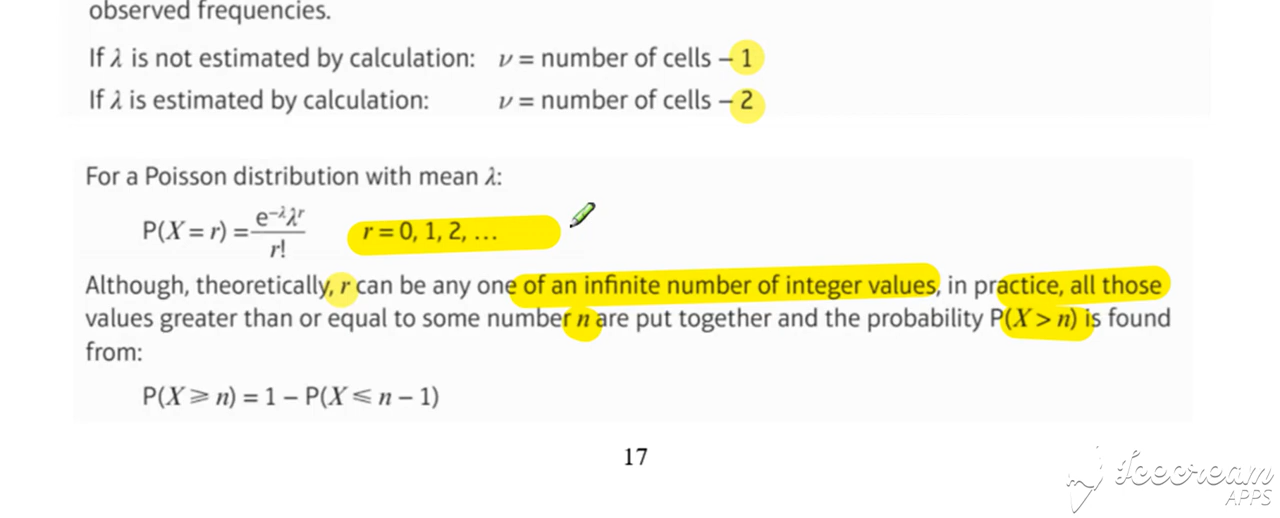 observed frequencies.
If λ is not estimated by calculation: ν = number of cells – 1
If λ is estimated by calculation: ν = number of cells – 2
For a Poisson distribution with mean λ:
P(X = r) = e^{-λ}λ^r / r! r = 0, 1, 2, …
Although, theoretically, r can be any one of an infinite number of integer values, in practice, all those
values greater than or equal to some number n are put together and the probability P(X > n) is found
from:
P(X ⩾ n) = 1 – P(X ⩽ n – 1)
17
Icecream
APPS